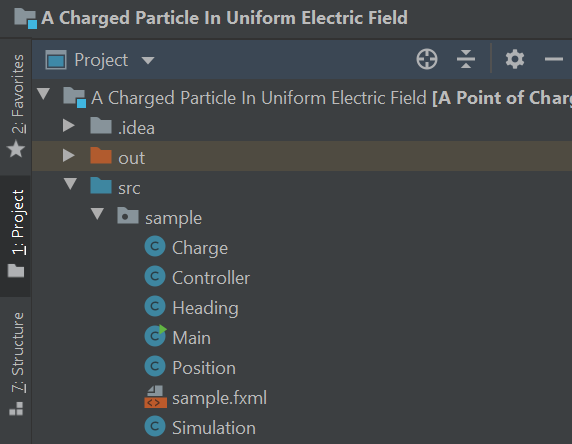 A Charged Particle In Uniform Electric Field
Project
A Charged Particle In Uniform Electric Field [A Point of Charg
.idea
out
src
sample
Charge
Controller
Heading
Main
Position
sample.fxml
Simulation
2: Favorites
1: Project
7: Structure